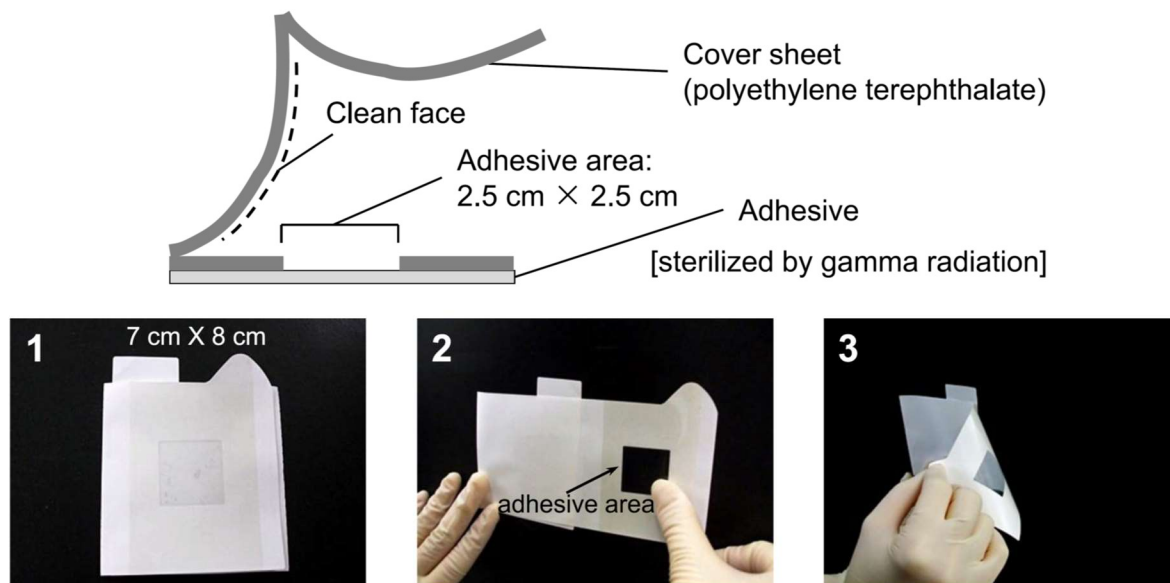 Cover sheet
(polyethylene terephthalate)
Clean face
Adhesive area:
2.5 cm × 2.5 cm
Adhesive
[sterilized by gamma radiation]
1
7 cm X 8 cm
2
adhesive area
3